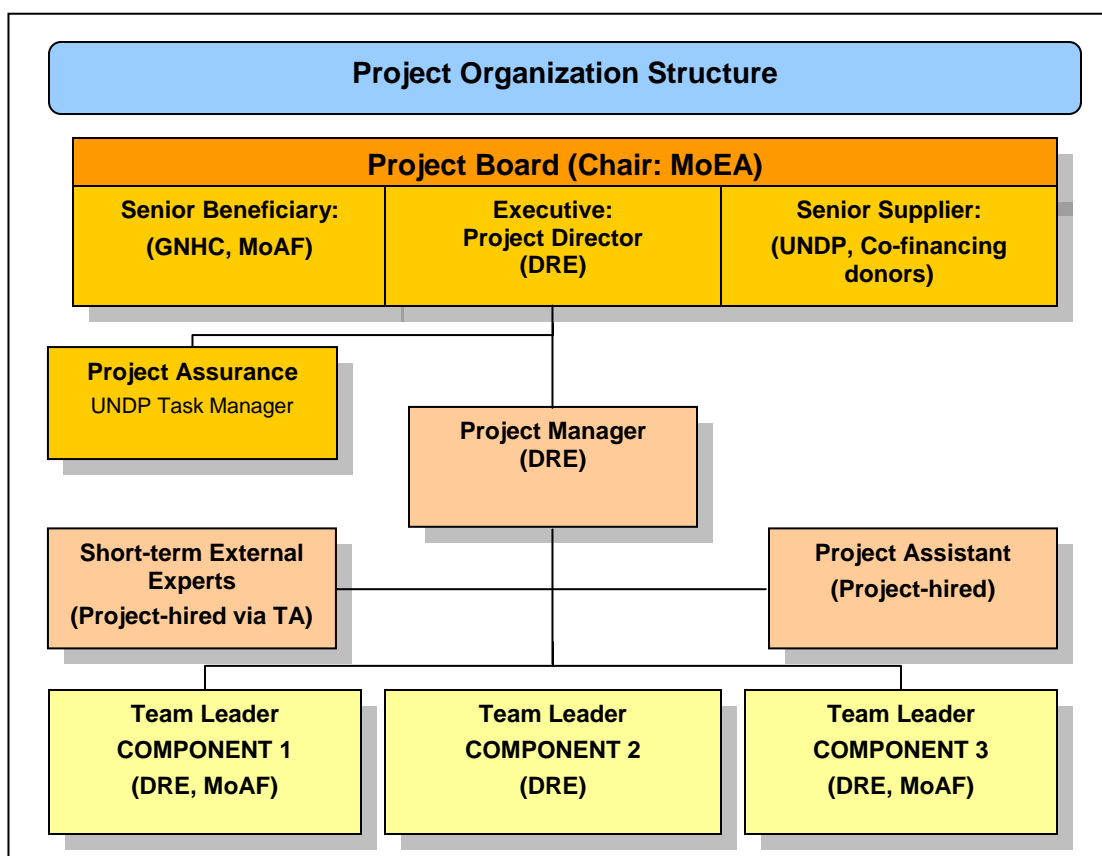 Project Organization Structure
Project Board (Chair: MoEA)
Senior Beneficiary:
(GNHC, MoAF)
Executive:
Project Director
(DRE)
Senior Supplier:
(UNDP, Co-financing
donors)
Project Assurance
UNDP Task Manager
Project Manager
(DRE)
Short-term External
Experts
(Project-hired via TA)
Project Assistant
(Project-hired)
Team Leader
COMPONENT 1
(DRE, MoAF)
Team Leader
COMPONENT 2
(DRE)
Team Leader
COMPONENT 3
(DRE, MoAF)